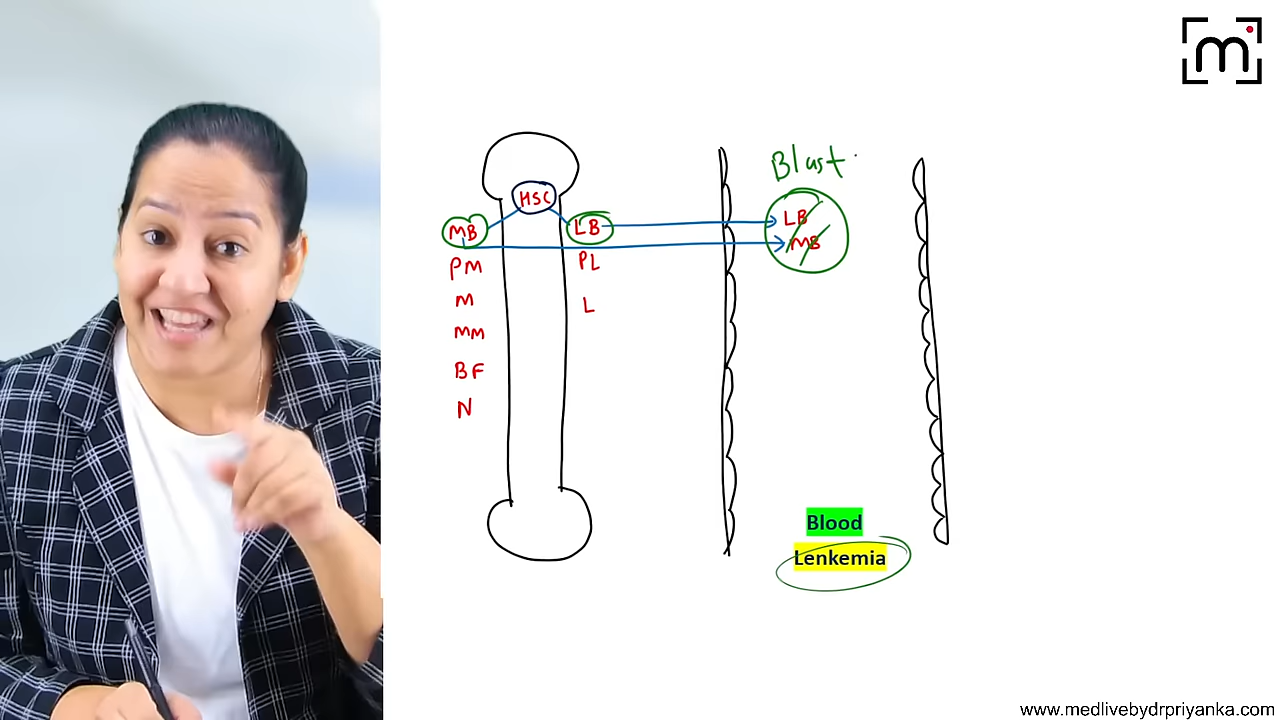 m
Blast
HSC
MB
LB
LB
MB
PM
PL
M
L
MM
BF
N
Blood
Lenkemia
www.medlivebydrpriyanka.com